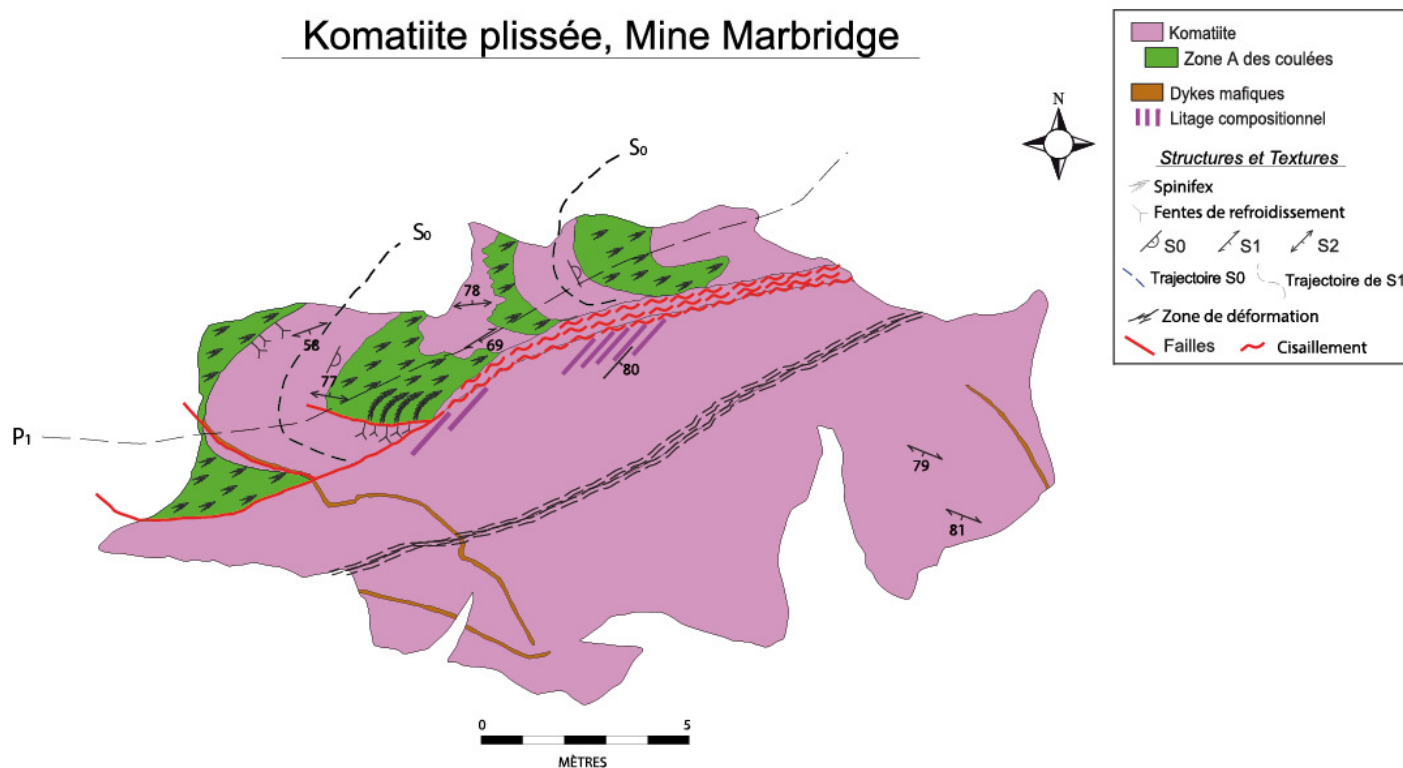 Komatiite plissée, Mine Marbridge
Komatiite
Zone A des coulées
Dykes mafiques
Litage compositionnel
Structures et Textures
Spinifex
Fentes de refroidissement
S0 S1 S2
Trajectoire S0 Trajectoire de S1
Zone de déformation
Failles Cisaillement
N
S0
S0
78
58
69
77
80
P1
79
81
0 5
MÈTRES